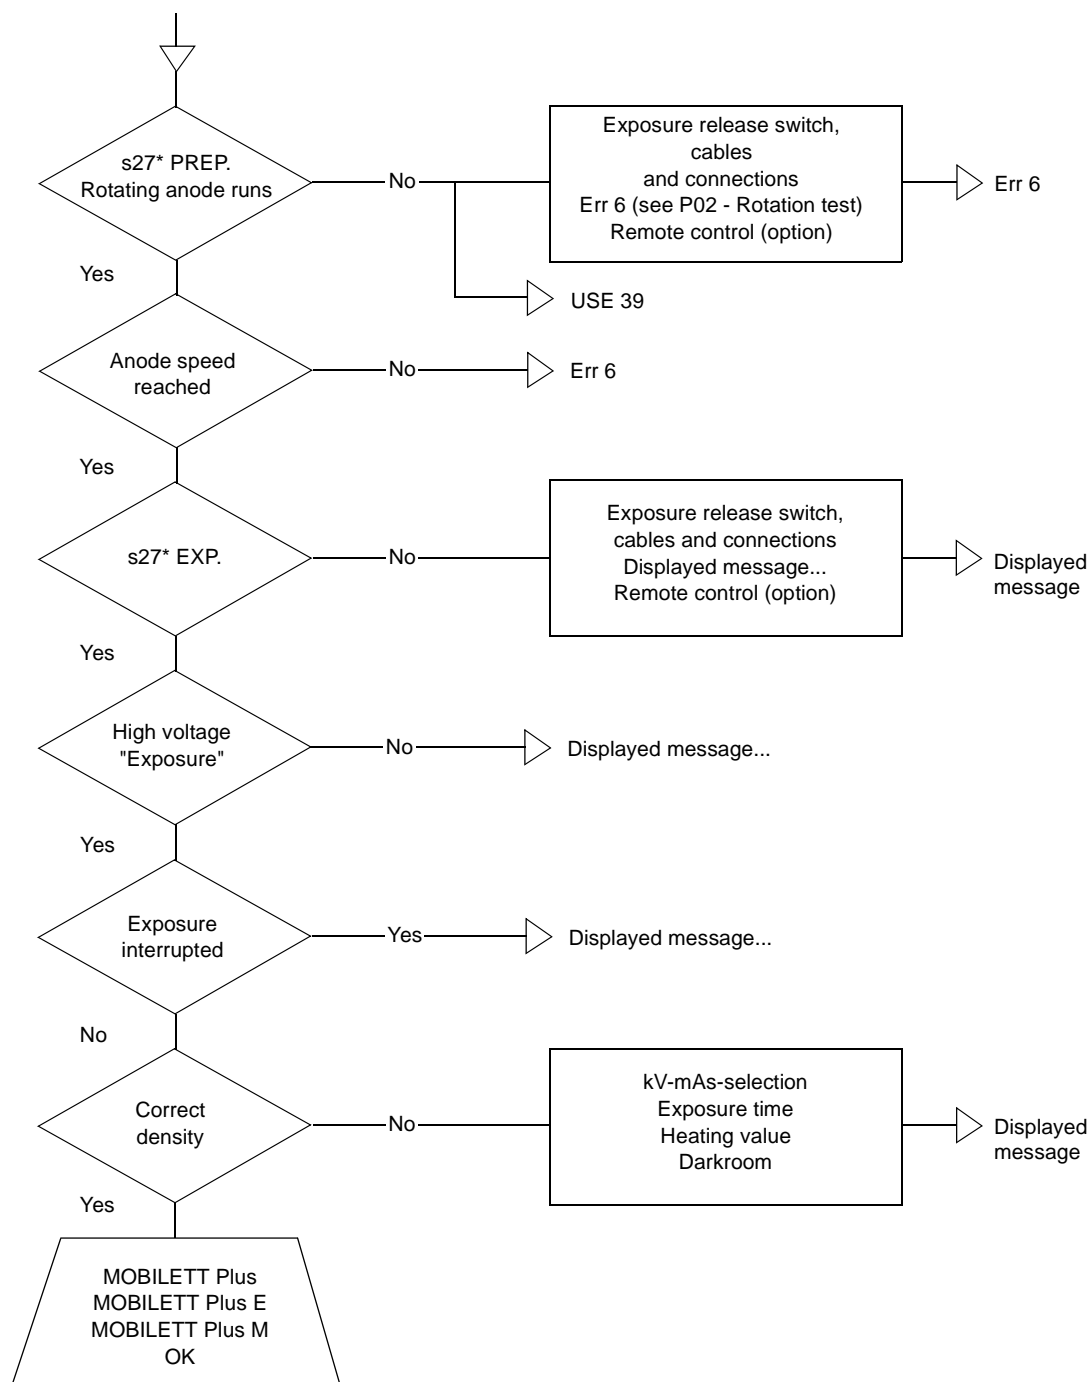 s27* PREP.
Rotating anode runs
No
Exposure release switch,
cables
and connections
Err 6 (see P02 - Rotation test)
Remote control (option)
Err 6
Yes
USE 39
Anode speed
reached
No
Err 6
Yes
s27* EXP.
No
Exposure release switch,
cables and connections
Displayed message...
Remote control (option)
Displayed
message
Yes
High voltage
"Exposure"
No
Displayed message...
Yes
Exposure
interrupted
Yes
Displayed message...
No
Correct
density
No
kV-mAs-selection
Exposure time
Heating value
Darkroom
Displayed
message
Yes
MOBILETT Plus
MOBILETT Plus E
MOBILETT Plus M
OK